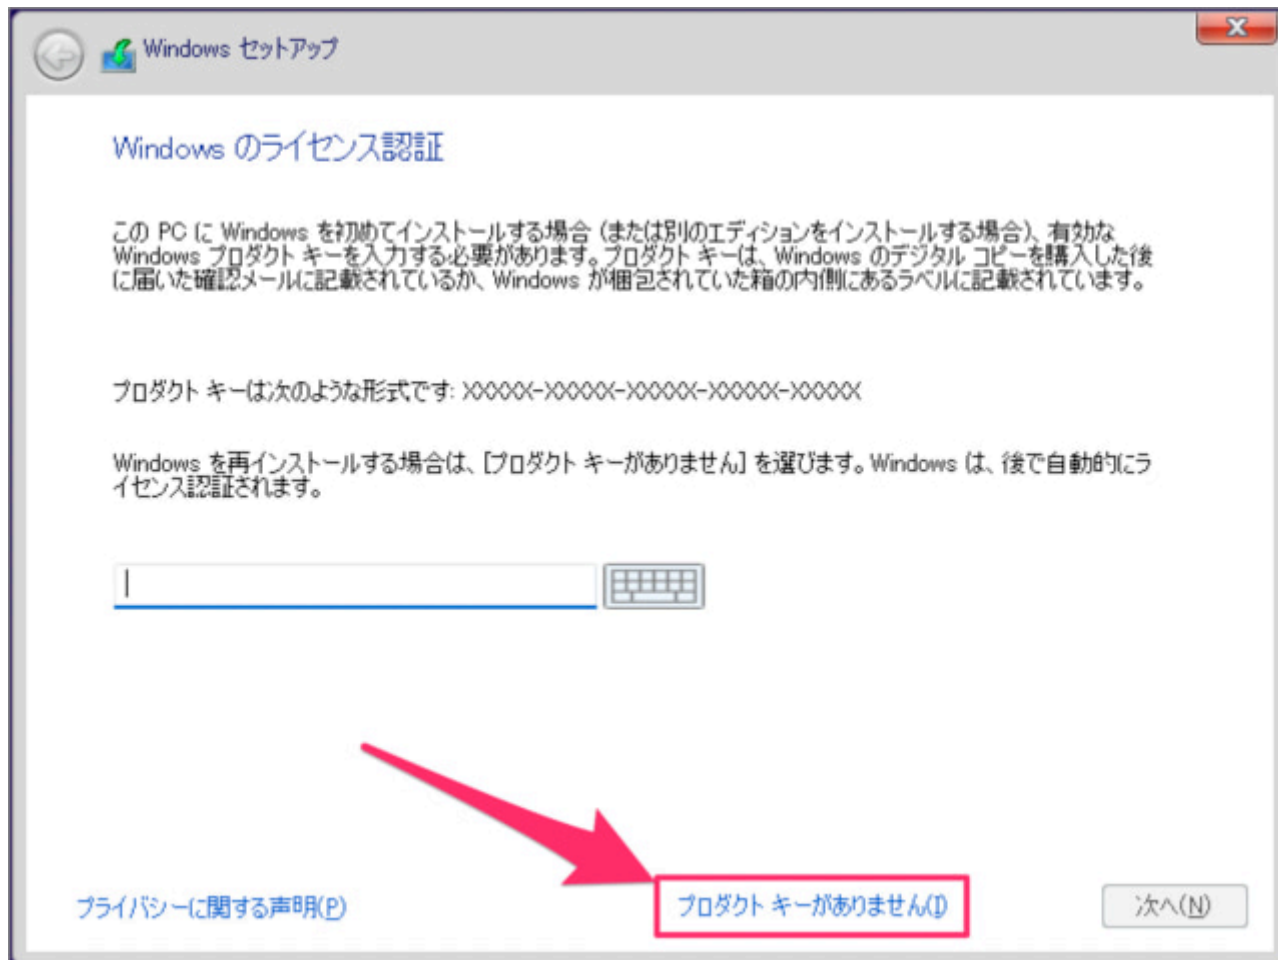 Windows セットアップ
Windows のライセンス認証
この PC に Windows を初めてインストールする場合 (または別のエディションをインストールする場合)、有効な
Windows プロダクト キーを入力する必要があります。プロダクト キーは、Windows のデジタル コピーを購入した後
に届いた確認メールに記載されているか、Windows が梱包されていた箱の内側にあるラベルに記載されています。
プロダクト キーは次のような形式です: XXXXX-XXXXX-XXXXX-XXXXX-XXXXX
Windows を再インストールする場合は、[プロダクト キーがありません] を選びます。Windows は、後で自動的にラ
イセンス認証されます。
プライバシーに関する声明(P)
プロダクト キーがありません(I)
次へ(N)